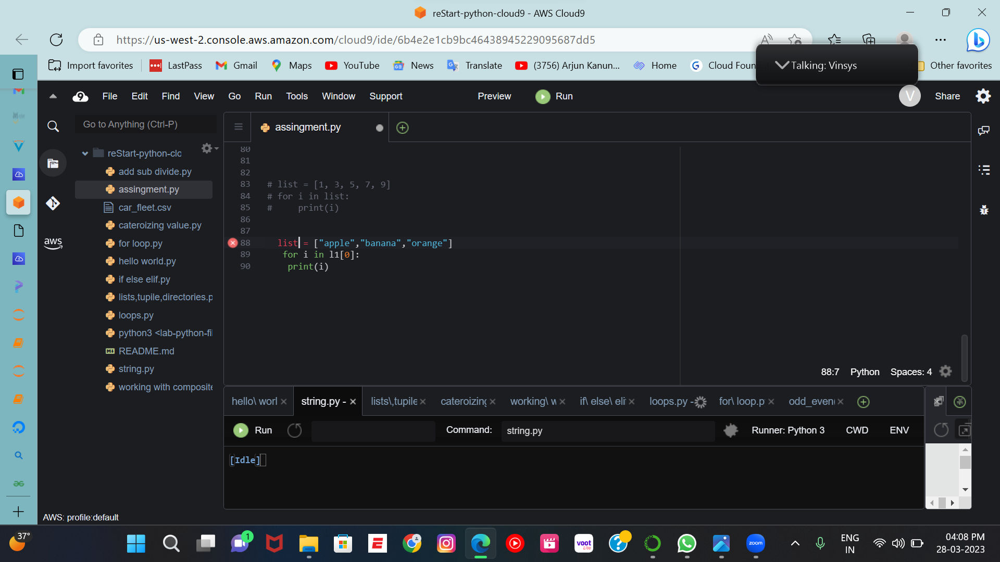 reStart-python-cloud9 - AWS Cloud9
https://us-west-2.console.aws.amazon.com/cloud9/ide/6b4e2e1cb9bc46438945229095687dd5
Import favorites LastPass Gmail Maps YouTube News Translate (3756) Arjun Kanun... Home Cloud Foun Talking: Vinsys Other favorites
File Edit Find View Go Run Tools Window Support Preview Run V Share
Go to Anything (Ctrl-P)
assingment.py
reStart-python-clo
add sub divide.py
assingment.py
car_fleet.csv
cateroizing value.py
for loop.py
hello world.py
if else elif.py
lists,tupile,directories.p
loops.py
python3 <lab-python-fil
README.md
string.py
working with composite
aws
80
81
82
83 # list = [1, 3, 5, 7, 9]
84 # for i in list:
85 #     print(i)
86
87
88 list = ["apple","banana","orange"]
89 for i in l1[0]:
90 print(i)
88:7 Python Spaces: 4
hello\ worl string.py - lists\,tupile cateroizing working\ w if\ else\ elif loops.py - for\ loop.p odd_even
Run Command: string.py Runner: Python 3 CWD ENV
[Idle]
AWS: profile:default
37°
1
voot
Lite
zoom
ENG
IN
04:08 PM
28-03-2023